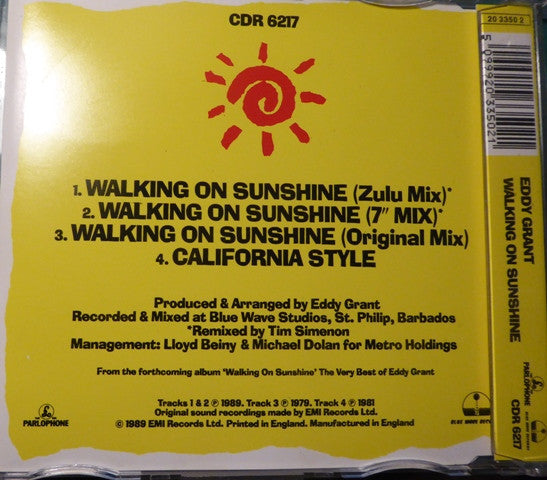 CDR 6217
1. WALKING ON SUNSHINE (Zulu Mix)*
2. WALKING ON SUNSHINE (7" MIX)*
3. WALKING ON SUNSHINE (Original Mix)
4. CALIFORNIA STYLE
Produced & Arranged by Eddy Grant
Recorded & Mixed at Blue Wave Studios, St. Philip, Barbados
*Remixed by Tim Simenon
Management: Lloyd Beiny & Michael Dolan for Metro Holdings
From the forthcoming album 'Walking On Sunshine' The Very Best of Eddy Grant
Tracks 1 & 2 ℗ 1989. Track 3 ℗ 1979. Track 4 ℗ 1981
Original sound recordings made by EMI Records Ltd.
© 1989 EMI Records Ltd. Printed in England. Manufactured in England
PARLOPHONE
20 3350 2
5 099920 335021
EDDY GRANT
WALKING ON SUNSHINE
PARLOPHONE
CDR 6217